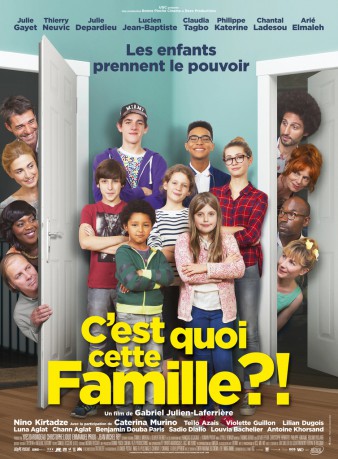 Julie Gayet Thierry Neuvic Julie Depardieu Lucien Jean-Baptiste Claudia Tagbo Philippe Katerine Chantal Ladesou Arié Elmaleh
Les enfants
prennent le pouvoir
C'est quoi
cette
Famille?!
Un film de Gabriel Julien-Laferrière
Nino Kirtadze Avec la participation de Caterina Murino Teïlo Azaïs Violette Guillon Lilian Dugois
Luna Aglat Chann Aglat Benjamin Douba Paris Sadio Diallo Louvia Bachelier Antoine Khorsand